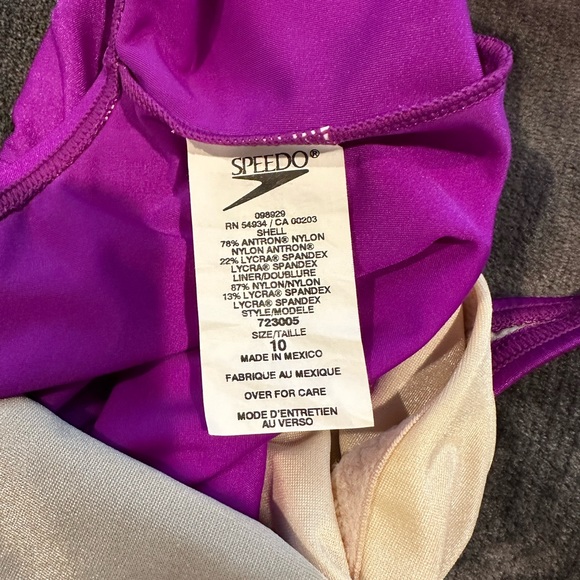 SPEEDO®
098929
RN 54934 / CA 00203
SHELL
78% ANTRON® NYLON
NYLON ANTRON®
22% LYCRA® SPANDEX
LYCRA® SPANDEX
LINER/DOUBLURE
87% NYLON/NYLON
13% LYCRA® SPANDEX
LYCRA® SPANDEX
STYLE/MODELE
723005
SIZE/TAILLE
10
MADE IN MEXICO
FABRIQUE AU MEXIQUE
OVER FOR CARE
MODE D'ENTRETIEN
AU VERSO